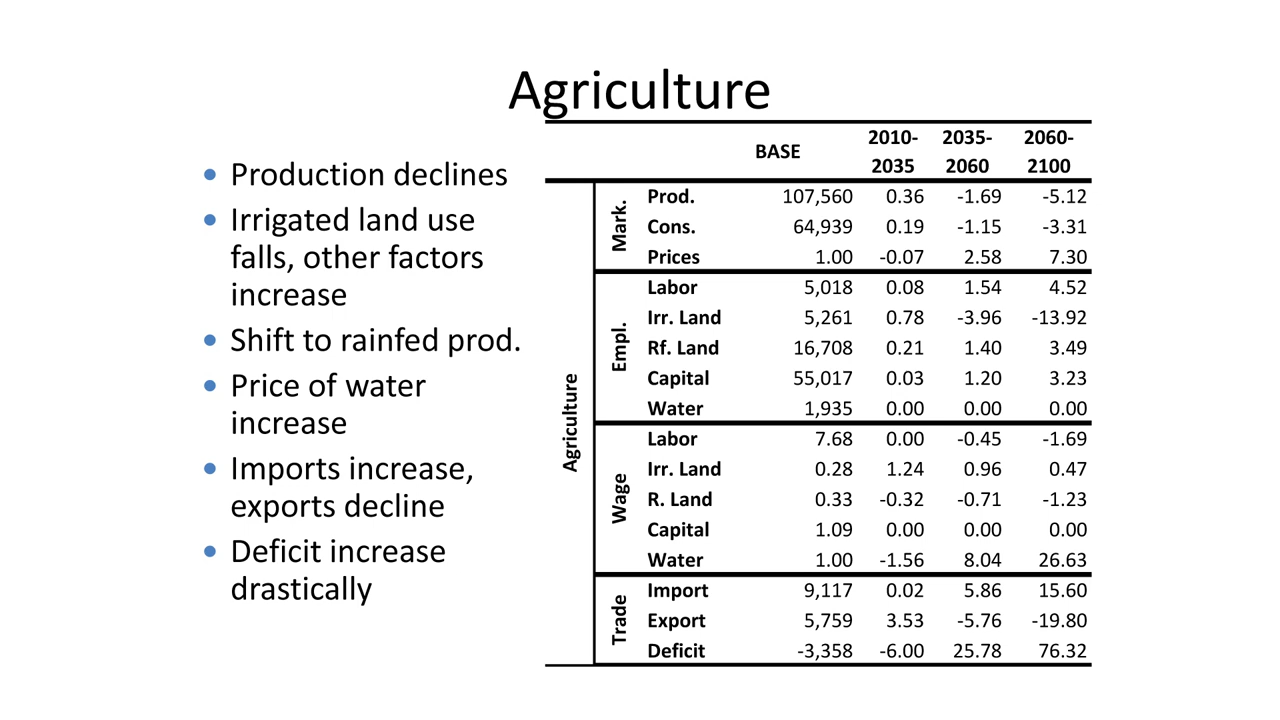 Agriculture
• Production declines
• Irrigated land use
falls, other factors
increase
• Shift to rainfed prod.
• Price of water
increase
• Imports increase,
exports decline
• Deficit increase
drastically
BASE 2010-2035 2035-2060 2060-2100
Agriculture
Mark.
Prod. 107,560 0.36 -1.69 -5.12
Cons. 64,939 0.19 -1.15 -3.31
Prices 1.00 -0.07 2.58 7.30
Empl.
Labor 5,018 0.08 1.54 4.52
Irr. Land 5,261 0.78 -3.96 -13.92
Rf. Land 16,708 0.21 1.40 3.49
Capital 55,017 0.03 1.20 3.23
Water 1,935 0.00 0.00 0.00
Wage
Labor 7.68 0.00 -0.45 -1.69
Irr. Land 0.28 1.24 0.96 0.47
R. Land 0.33 -0.32 -0.71 -1.23
Capital 1.09 0.00 0.00 0.00
Water 1.00 -1.56 8.04 26.63
Trade
Import 9,117 0.02 5.86 15.60
Export 5,759 3.53 -5.76 -19.80
Deficit -3,358 -6.00 25.78 76.32